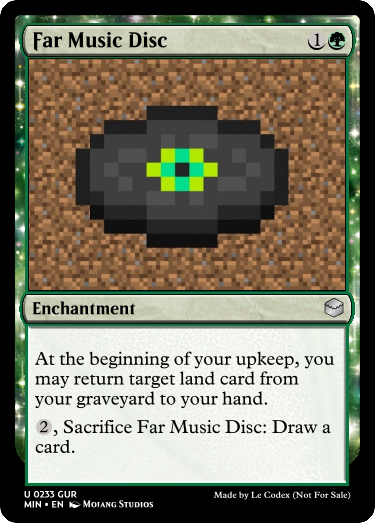 Far Music Disc 1
Enchantment
At the beginning of your upkeep, you
may return target land card from
your graveyard to your hand.
2, Sacrifice Far Music Disc: Draw a
card.
U 0233 GUR
MIN • EN Mojang Studios
Made by Le Codex (Not For Sale)